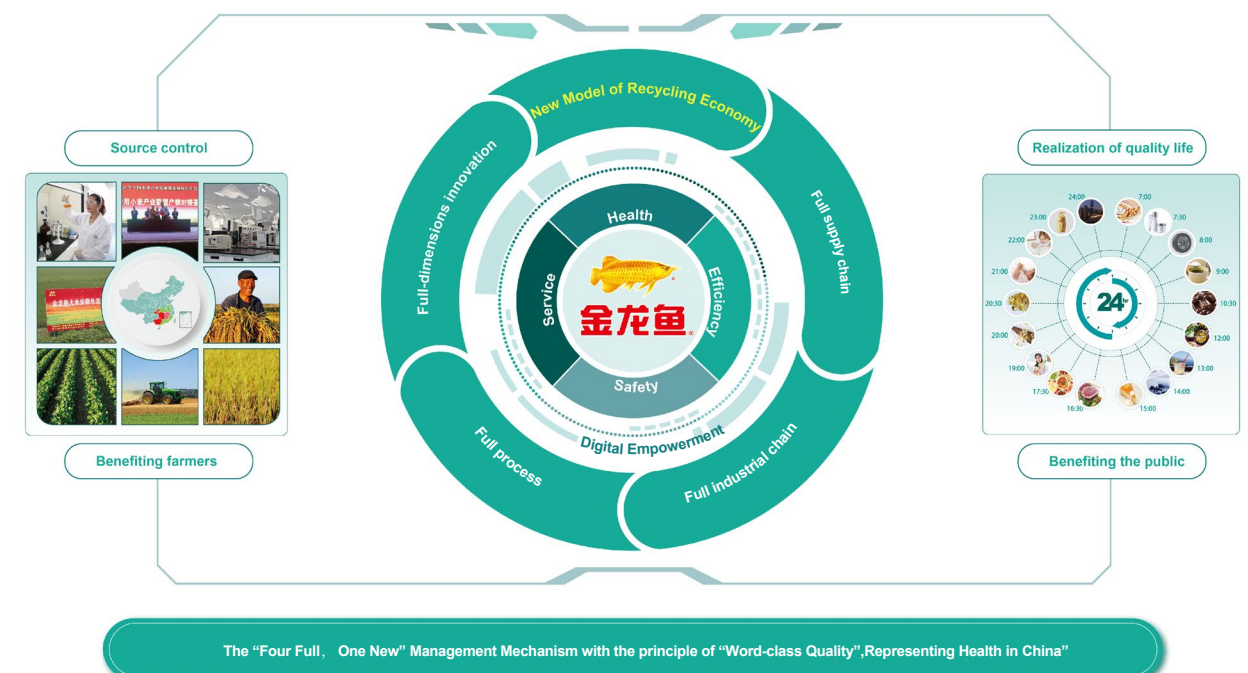 New Model of Recycling Economy
Full-dimensions innovation
Full supply chain
Full process
Full industrial chain
Digital Empowerment
Health
Service
Efficiency
Safety
金龙鱼
Source control
Benefiting farmers
Realization of quality life
24:00
7:00
23:00
7:30
22:00
8:00
21:00
9:00
20:30
24hr
10:30
20:00
12:00
19:00
13:00
17:30
14:00
16:30
15:00
Benefiting the public
The “Four Full， One New” Management Mechanism with the principle of “Word-class Quality”,Representing Health in China”